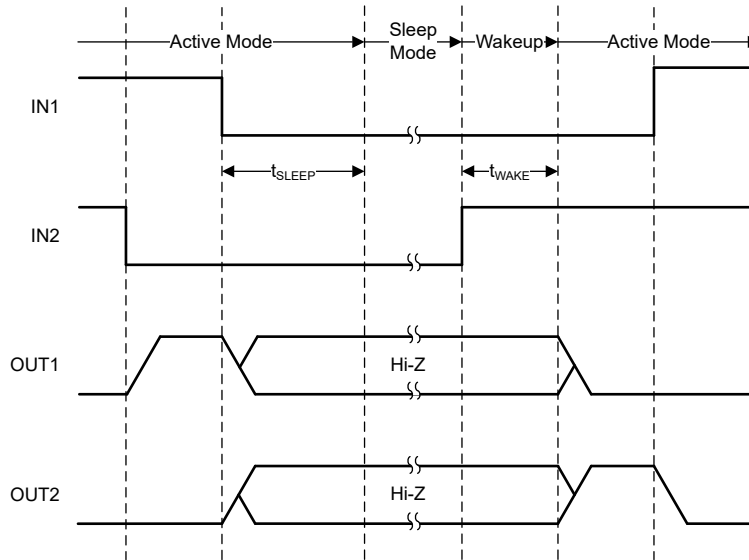 Active Mode
Sleep
Mode
Wakeup
Active Mode
IN1
tSLEEP
tWAKE
IN2
OUT1
Hi-Z
OUT2
Hi-Z